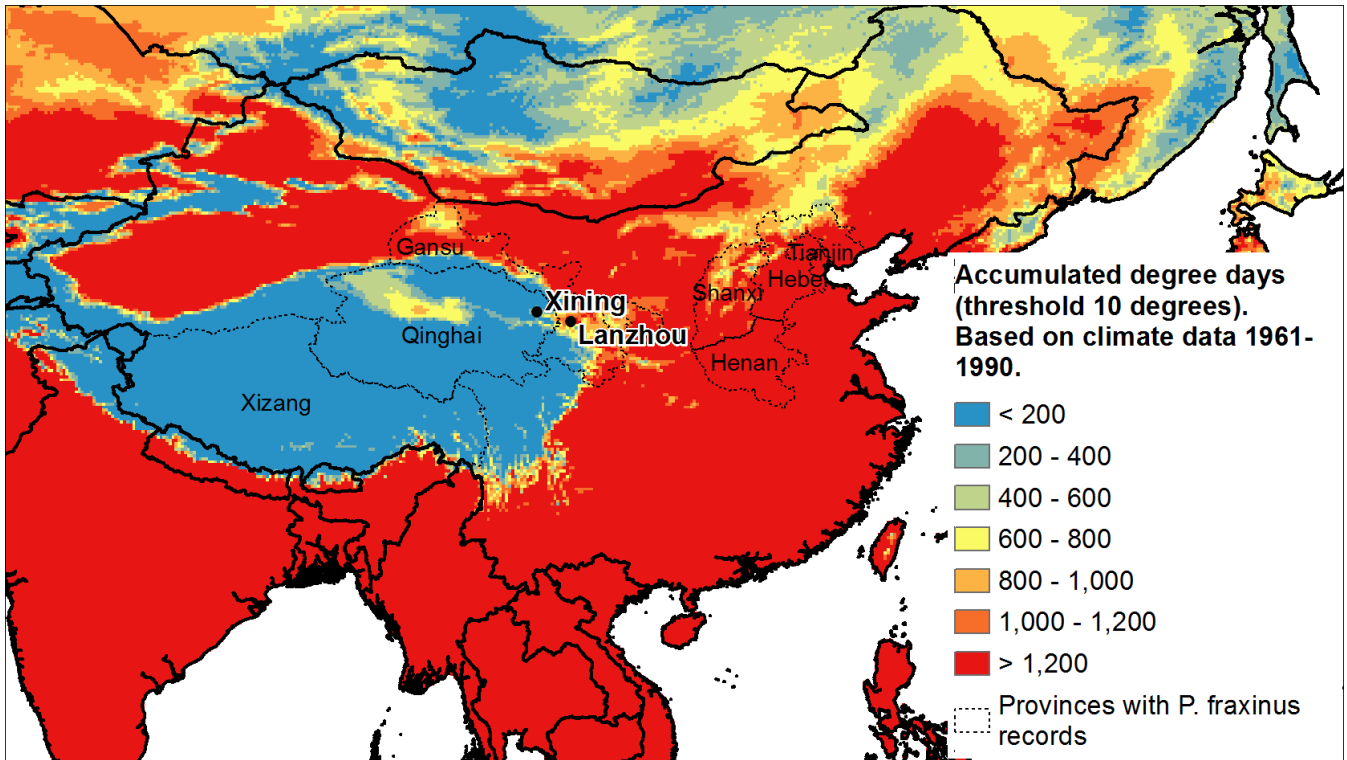 Gansu
Tianjin
Hebei
Shanxi
Xining
Qinghai
Lanzhou
Henan
Xizang
Accumulated degree days
(threshold 10 degrees).
Based on climate data 1961-
1990.
< 200
200 - 400
400 - 600
600 - 800
800 - 1,000
1,000 - 1,200
> 1,200
Provinces with P. fraxinus
records